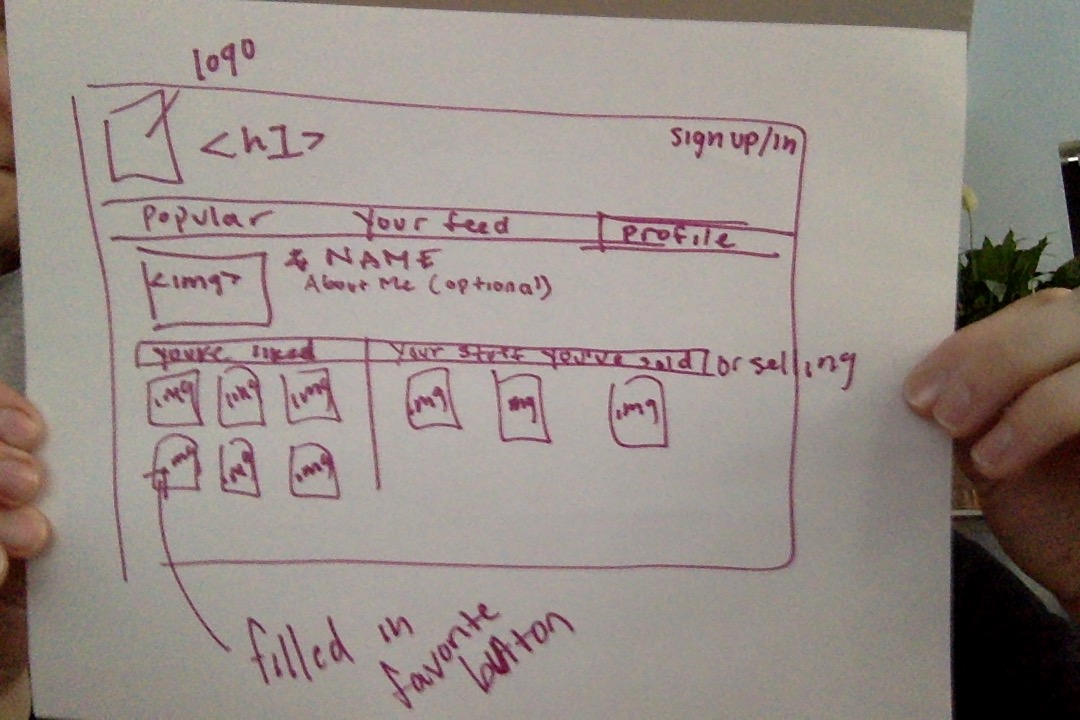 logo
<h1>
sign up/in
Popular
Your feed
Profile
<img>
NAME
About Me (optional)
you've liked
Your stuff you've sold or selling
img img img
img img img
img img img
filled in
favorite
button